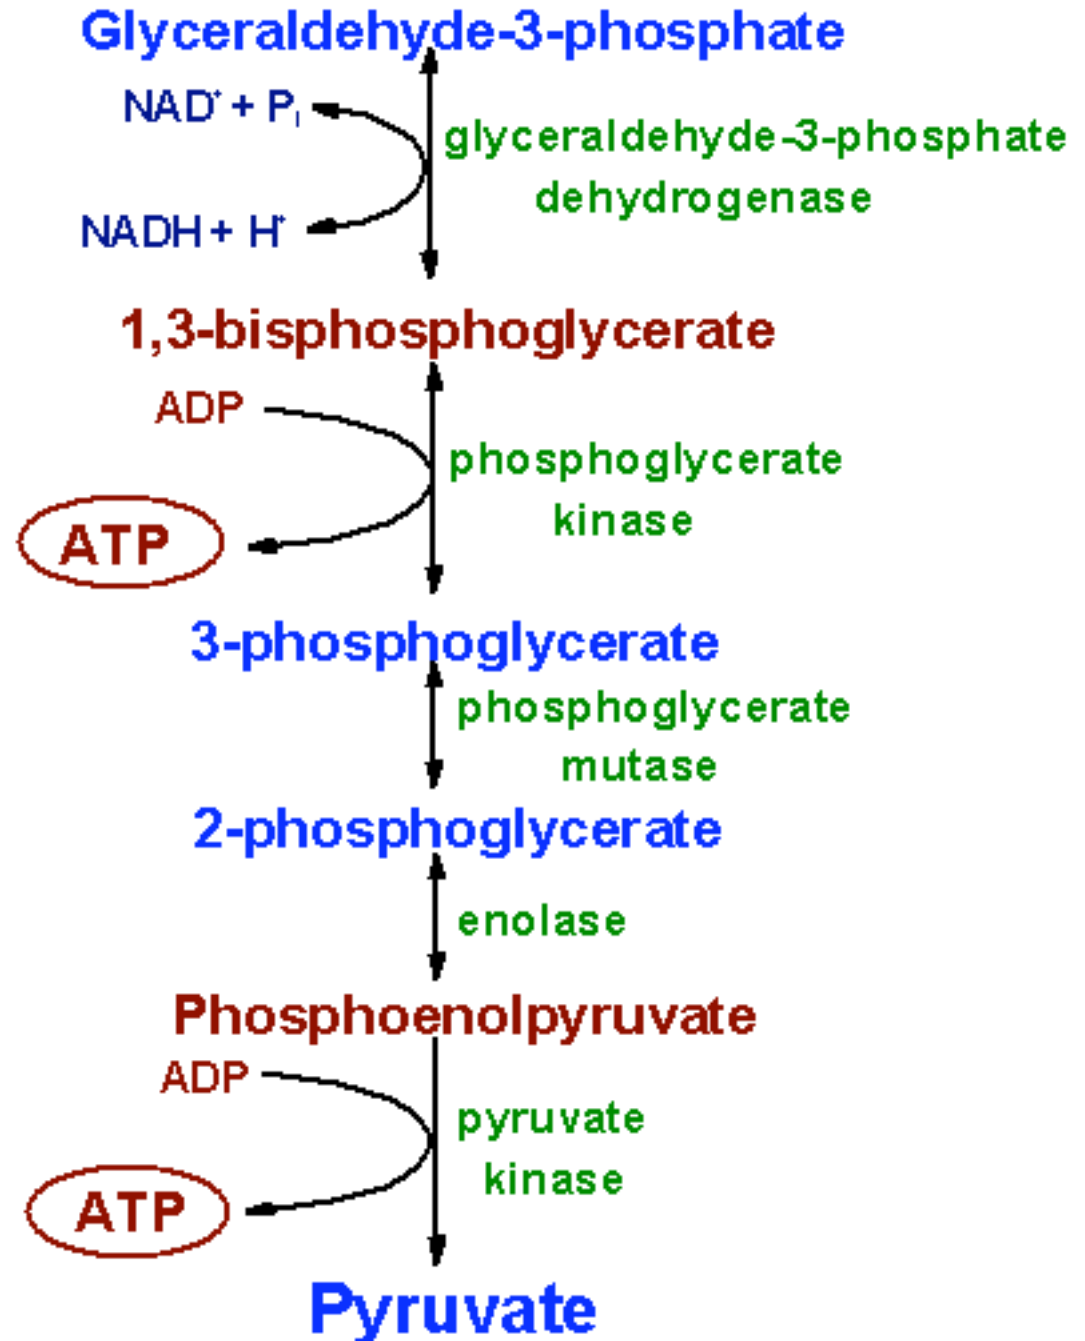 Glyceraldehyde-3-phosphate
NAD⁺ + Pᵢ
glyceraldehyde-3-phosphate
dehydrogenase
NADH + H⁺
1,3-bisphosphoglycerate
ADP
phosphoglycerate
kinase
ATP
3-phosphoglycerate
phosphoglycerate
mutase
2-phosphoglycerate
enolase
Phosphoenolpyruvate
ADP
pyruvate
kinase
ATP
Pyruvate